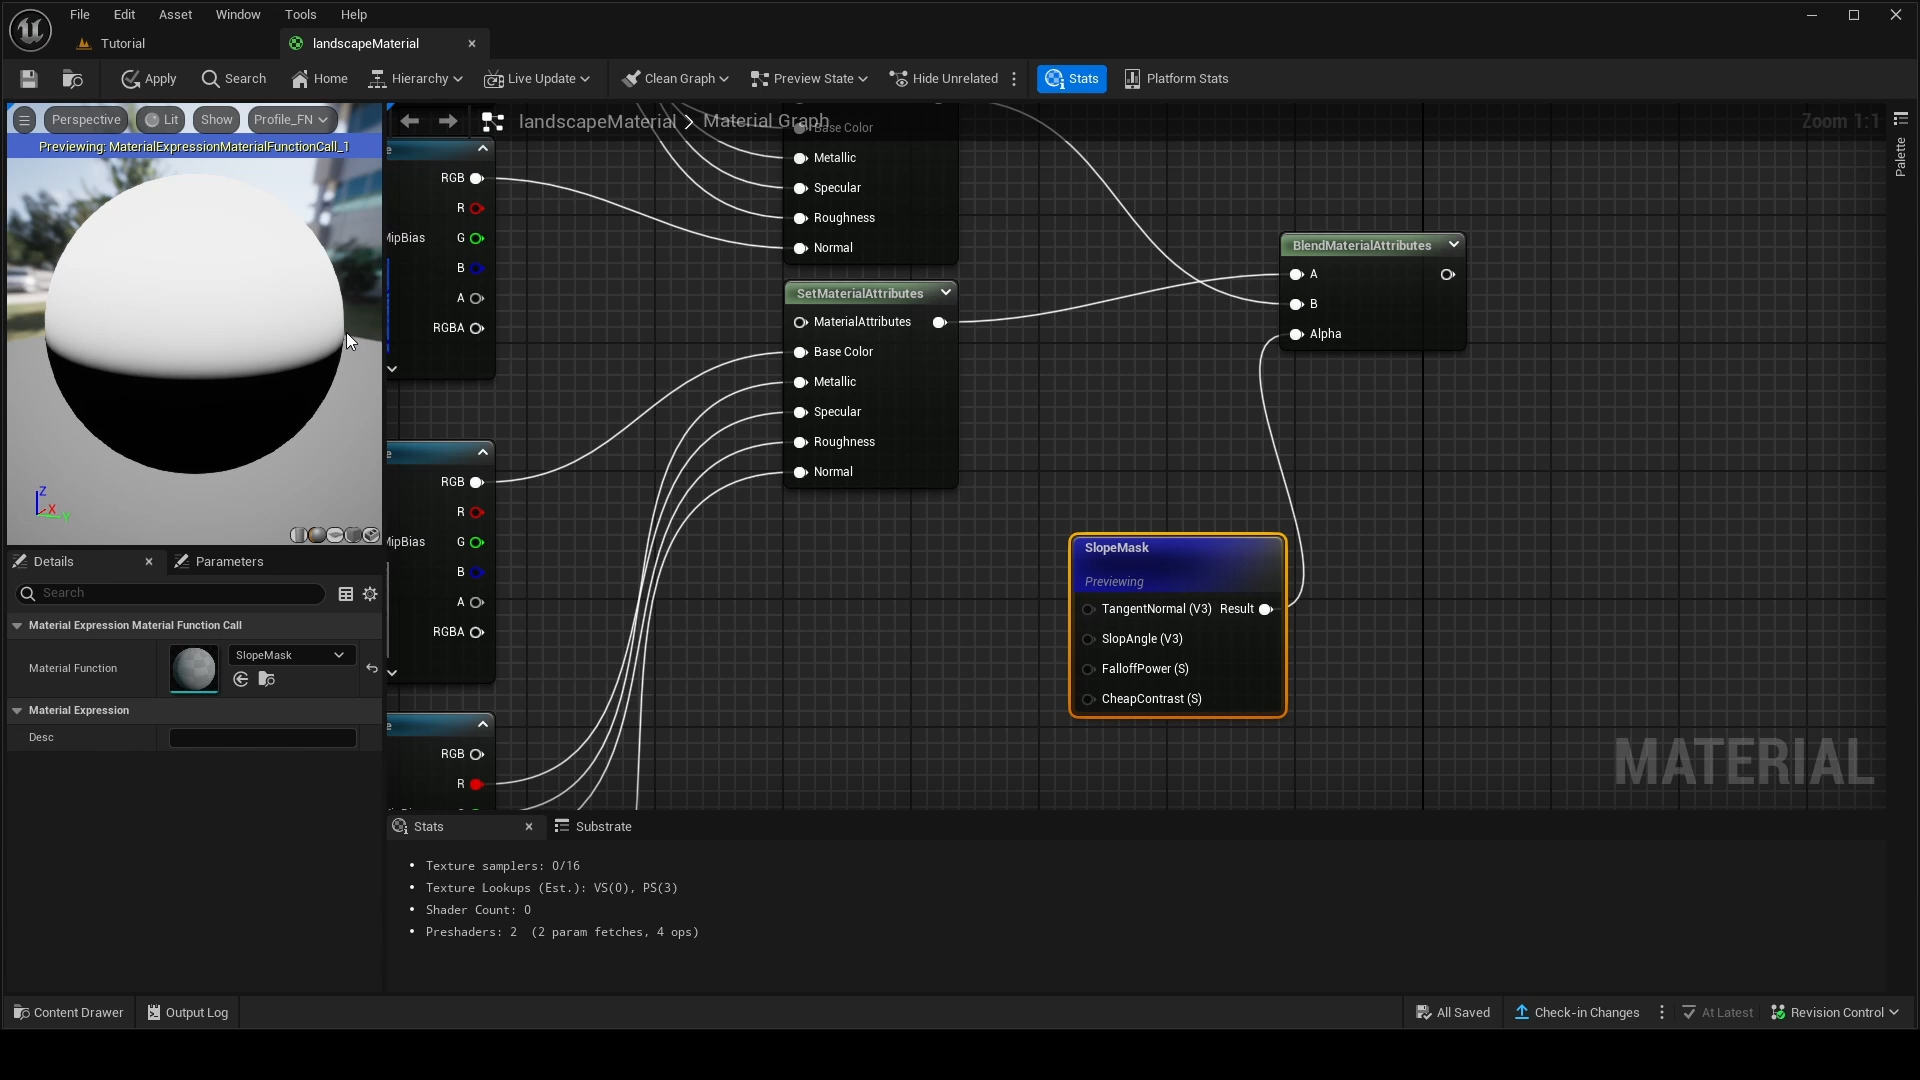 File Edit Asset Window Tools Help
Tutorial landscapeMaterial
Apply Search Home Hierarchy Live Update Clean Graph Preview State Hide Unrelated Stats Platform Stats
Perspective Lit Show Profile_FN
Previewing: MaterialExpressionMaterialFunctionCall_1
landscapeMaterial > Material Graph
Zoom 1:1
Palette
Base Color
Metallic
Specular
Roughness
Normal
RGB
R
MipBias G
B
A
RGBA
SetMaterialAttributes
MaterialAttributes
Base Color
Metallic
Specular
Roughness
Normal
BlendMaterialAttributes
A
B
Alpha
RGB
R
MipBias G
B
A
RGBA
RGB
R
SlopeMask
Previewing
TangentNormal (V3) Result
SlopAngle (V3)
FalloffPower (S)
CheapContrast (S)
MATERIAL
Z
X
Y
Details Parameters
Search
Material Expression Material Function Call
Material Function SlopeMask
Material Expression
Desc
Stats Substrate
• Texture samplers: 0/16
• Texture Lookups (Est.): VS(0), PS(3)
• Shader Count: 0
• Preshaders: 2 (2 param fetches, 4 ops)
Content Drawer Output Log All Saved Check-in Changes At Latest Revision Control